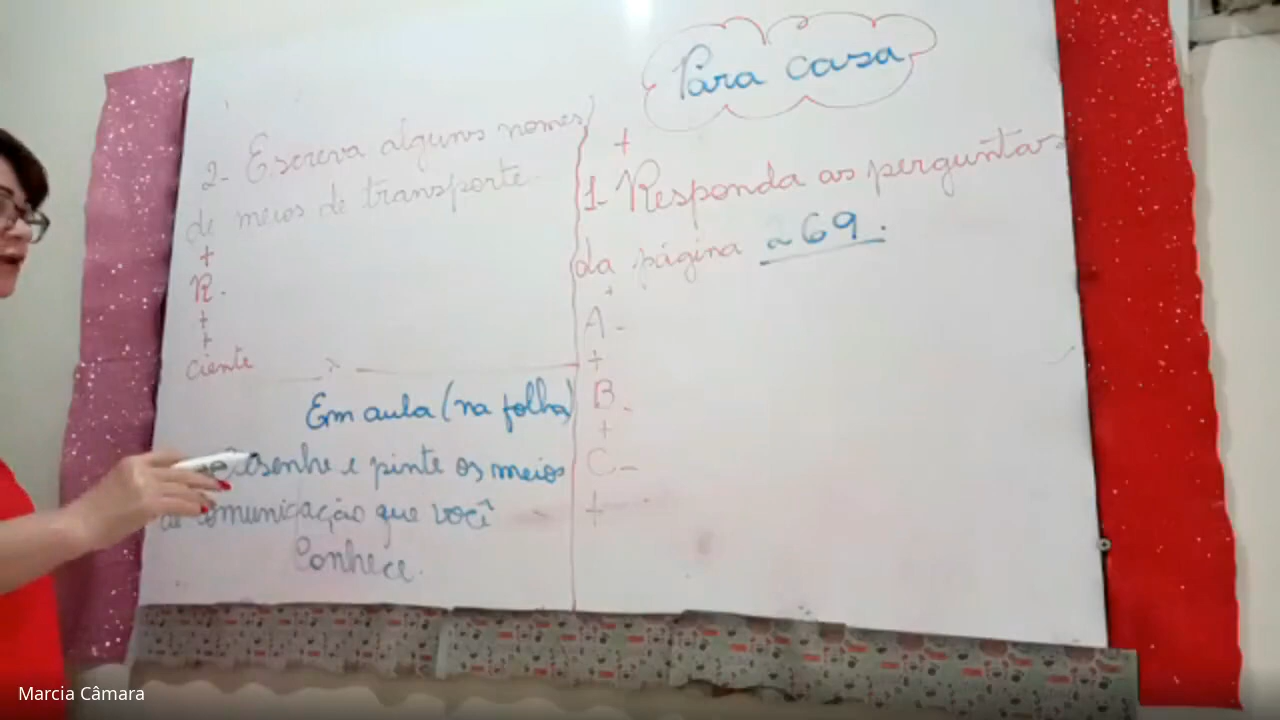 2- Escreva alguns nomes
de meios de transporte
+
R.
+
+
Ciente
Em aula (na folha)
Desenhe e pinte os meios
de comunicação que você
Conhece.
Para casa
+
1- Responda as perguntas
da página ~69.
+
A-
+
B-
+
C-
+
Marcia Câmara